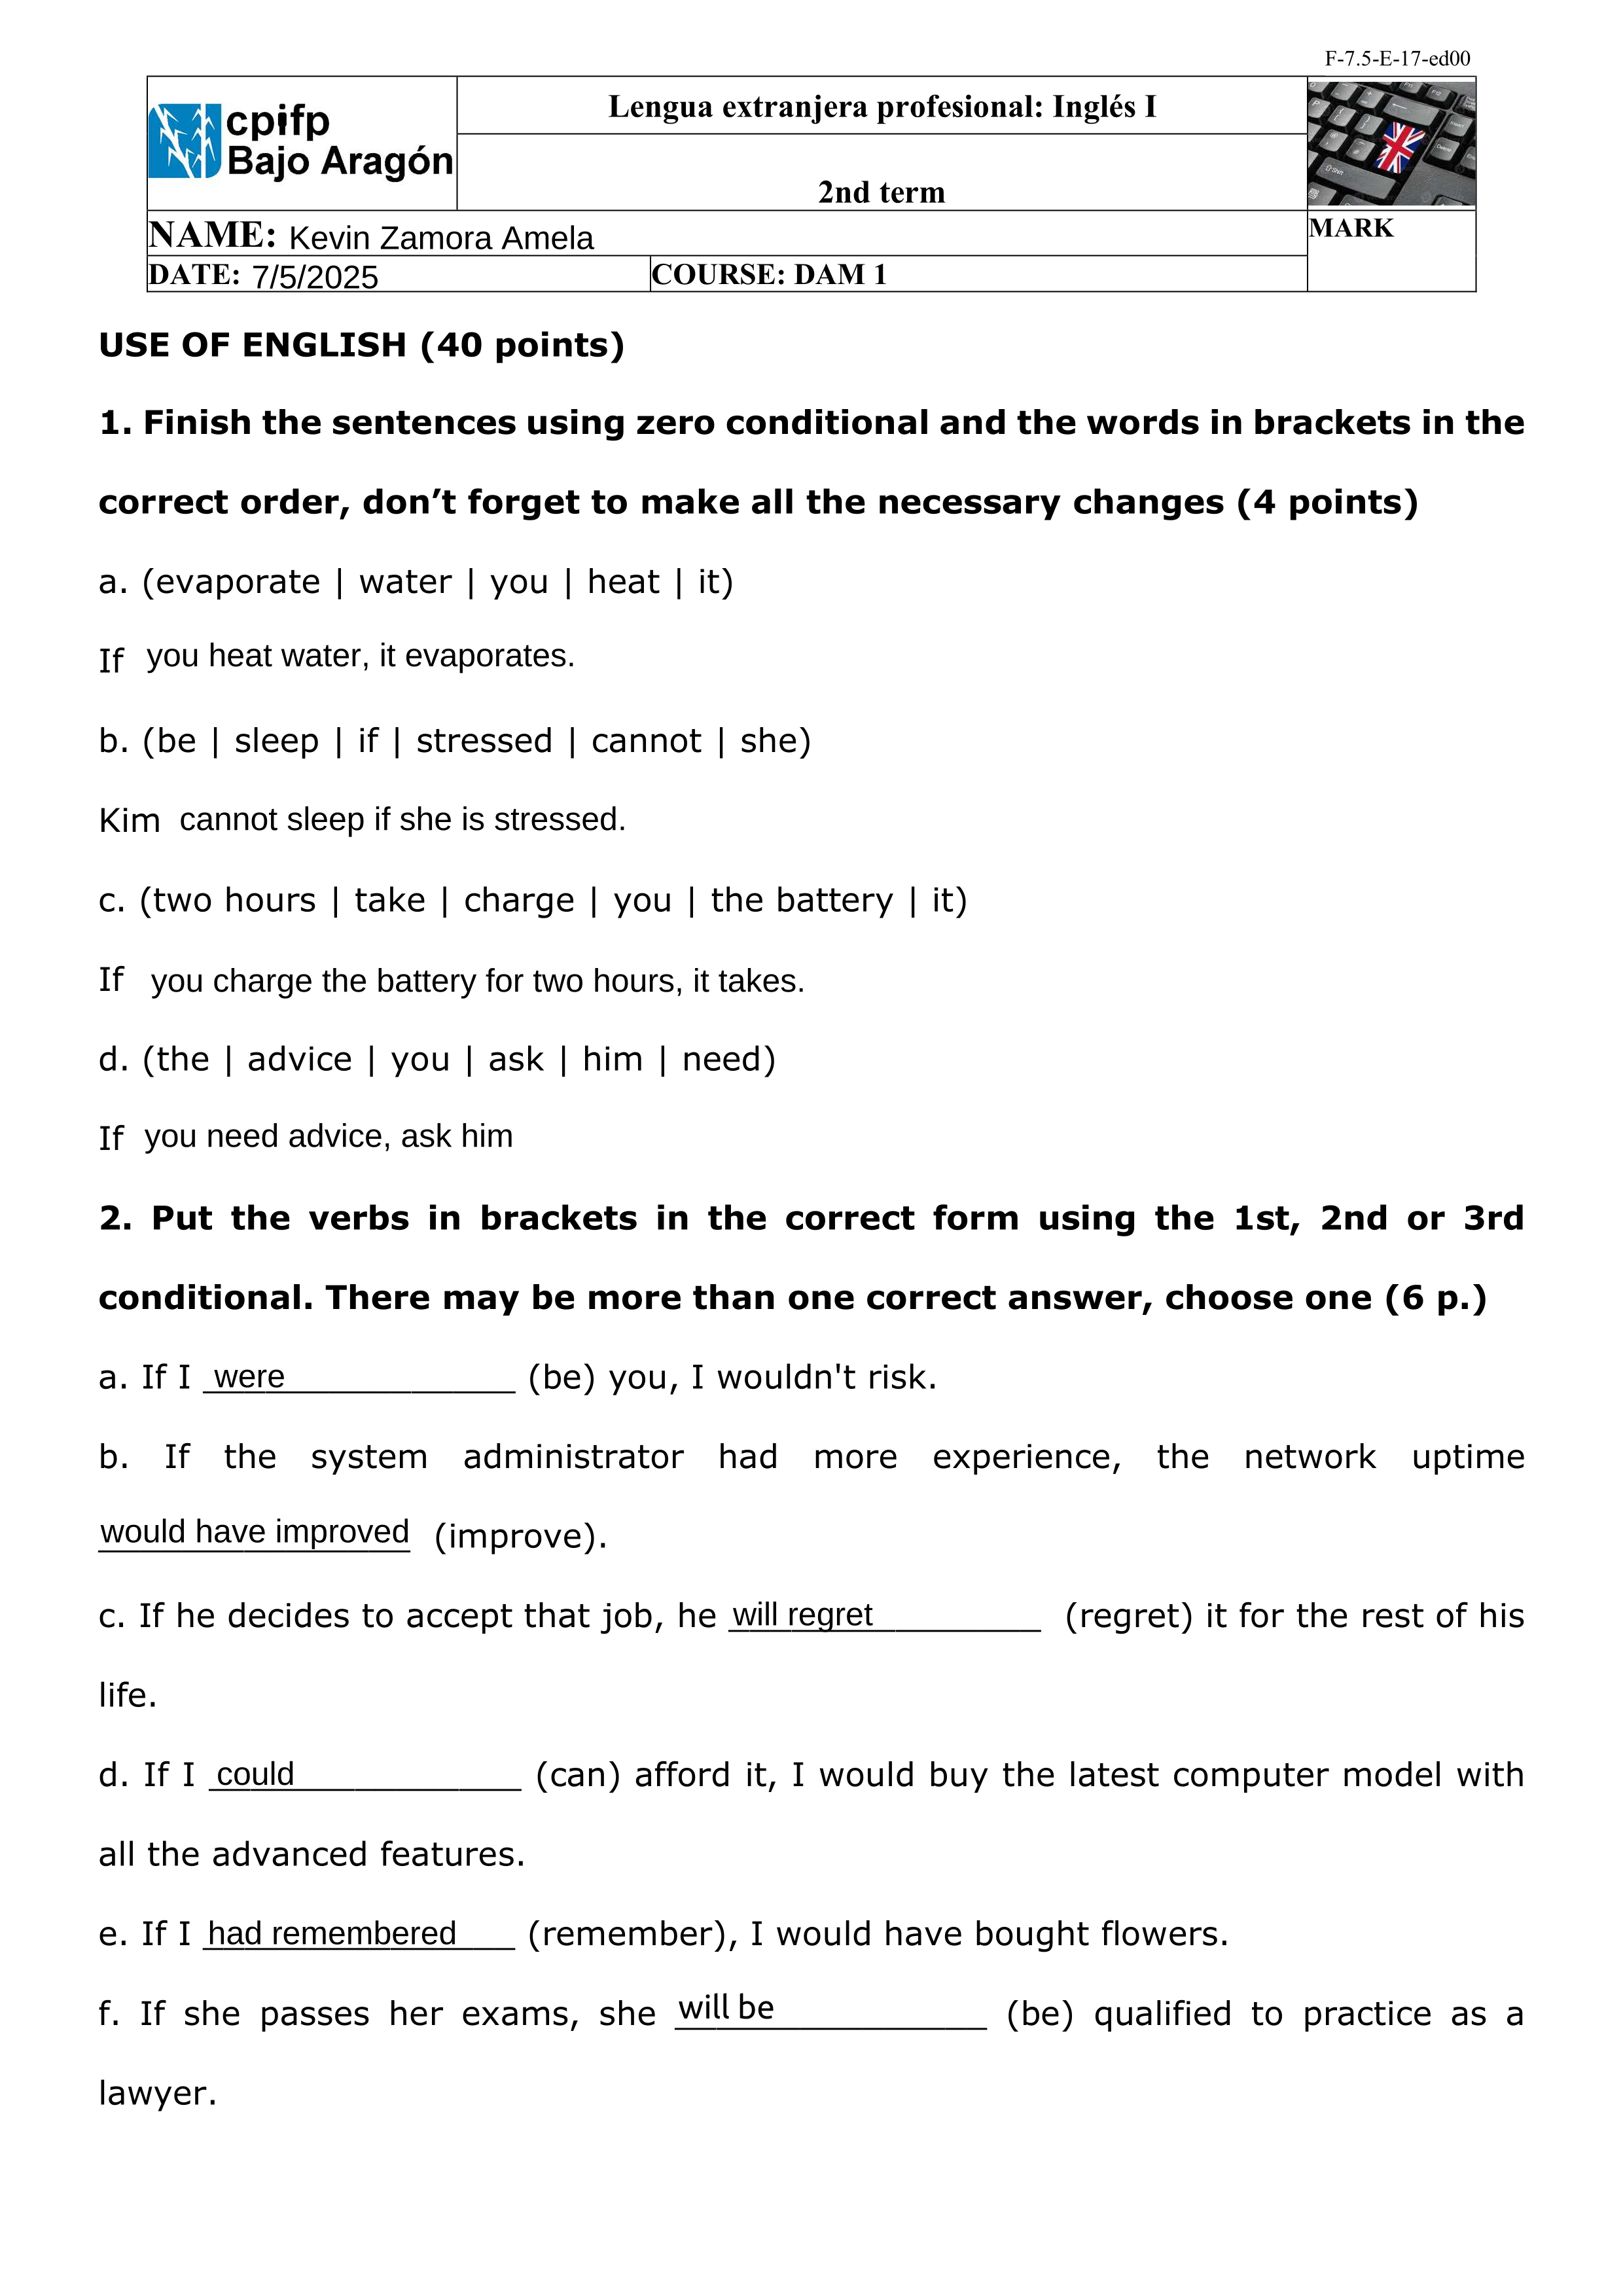 F-7.5-E-17-ed00
cpifp
Bajo Aragón
Lengua extranjera profesional: Inglés I
2nd term
NAME: Kevin Zamora Amela
MARK
DATE: 7/5/2025
COURSE: DAM 1
USE OF ENGLISH (40 points)
1. Finish the sentences using zero conditional and the words in brackets in the
correct order, don’t forget to make all the necessary changes (4 points)
a. (evaporate | water | you | heat | it)
If you heat water, it evaporates.
b. (be | sleep | if | stressed | cannot | she)
Kim cannot sleep if she is stressed.
c. (two hours | take | charge | you | the battery | it)
If you charge the battery for two hours, it takes.
d. (the | advice | you | ask | him | need)
If you need advice, ask him
2. Put the verbs in brackets in the correct form using the 1st, 2nd or 3rd
conditional. There may be more than one correct answer, choose one (6 p.)
a. If I were (be) you, I wouldn't risk.
b. If the system administrator had more experience, the network uptime
would have improved (improve).
c. If he decides to accept that job, he will regret (regret) it for the rest of his
life.
d. If I could (can) afford it, I would buy the latest computer model with
all the advanced features.
e. If I had remembered (remember), I would have bought flowers.
f. If she passes her exams, she will be (be) qualified to practice as a
lawyer.